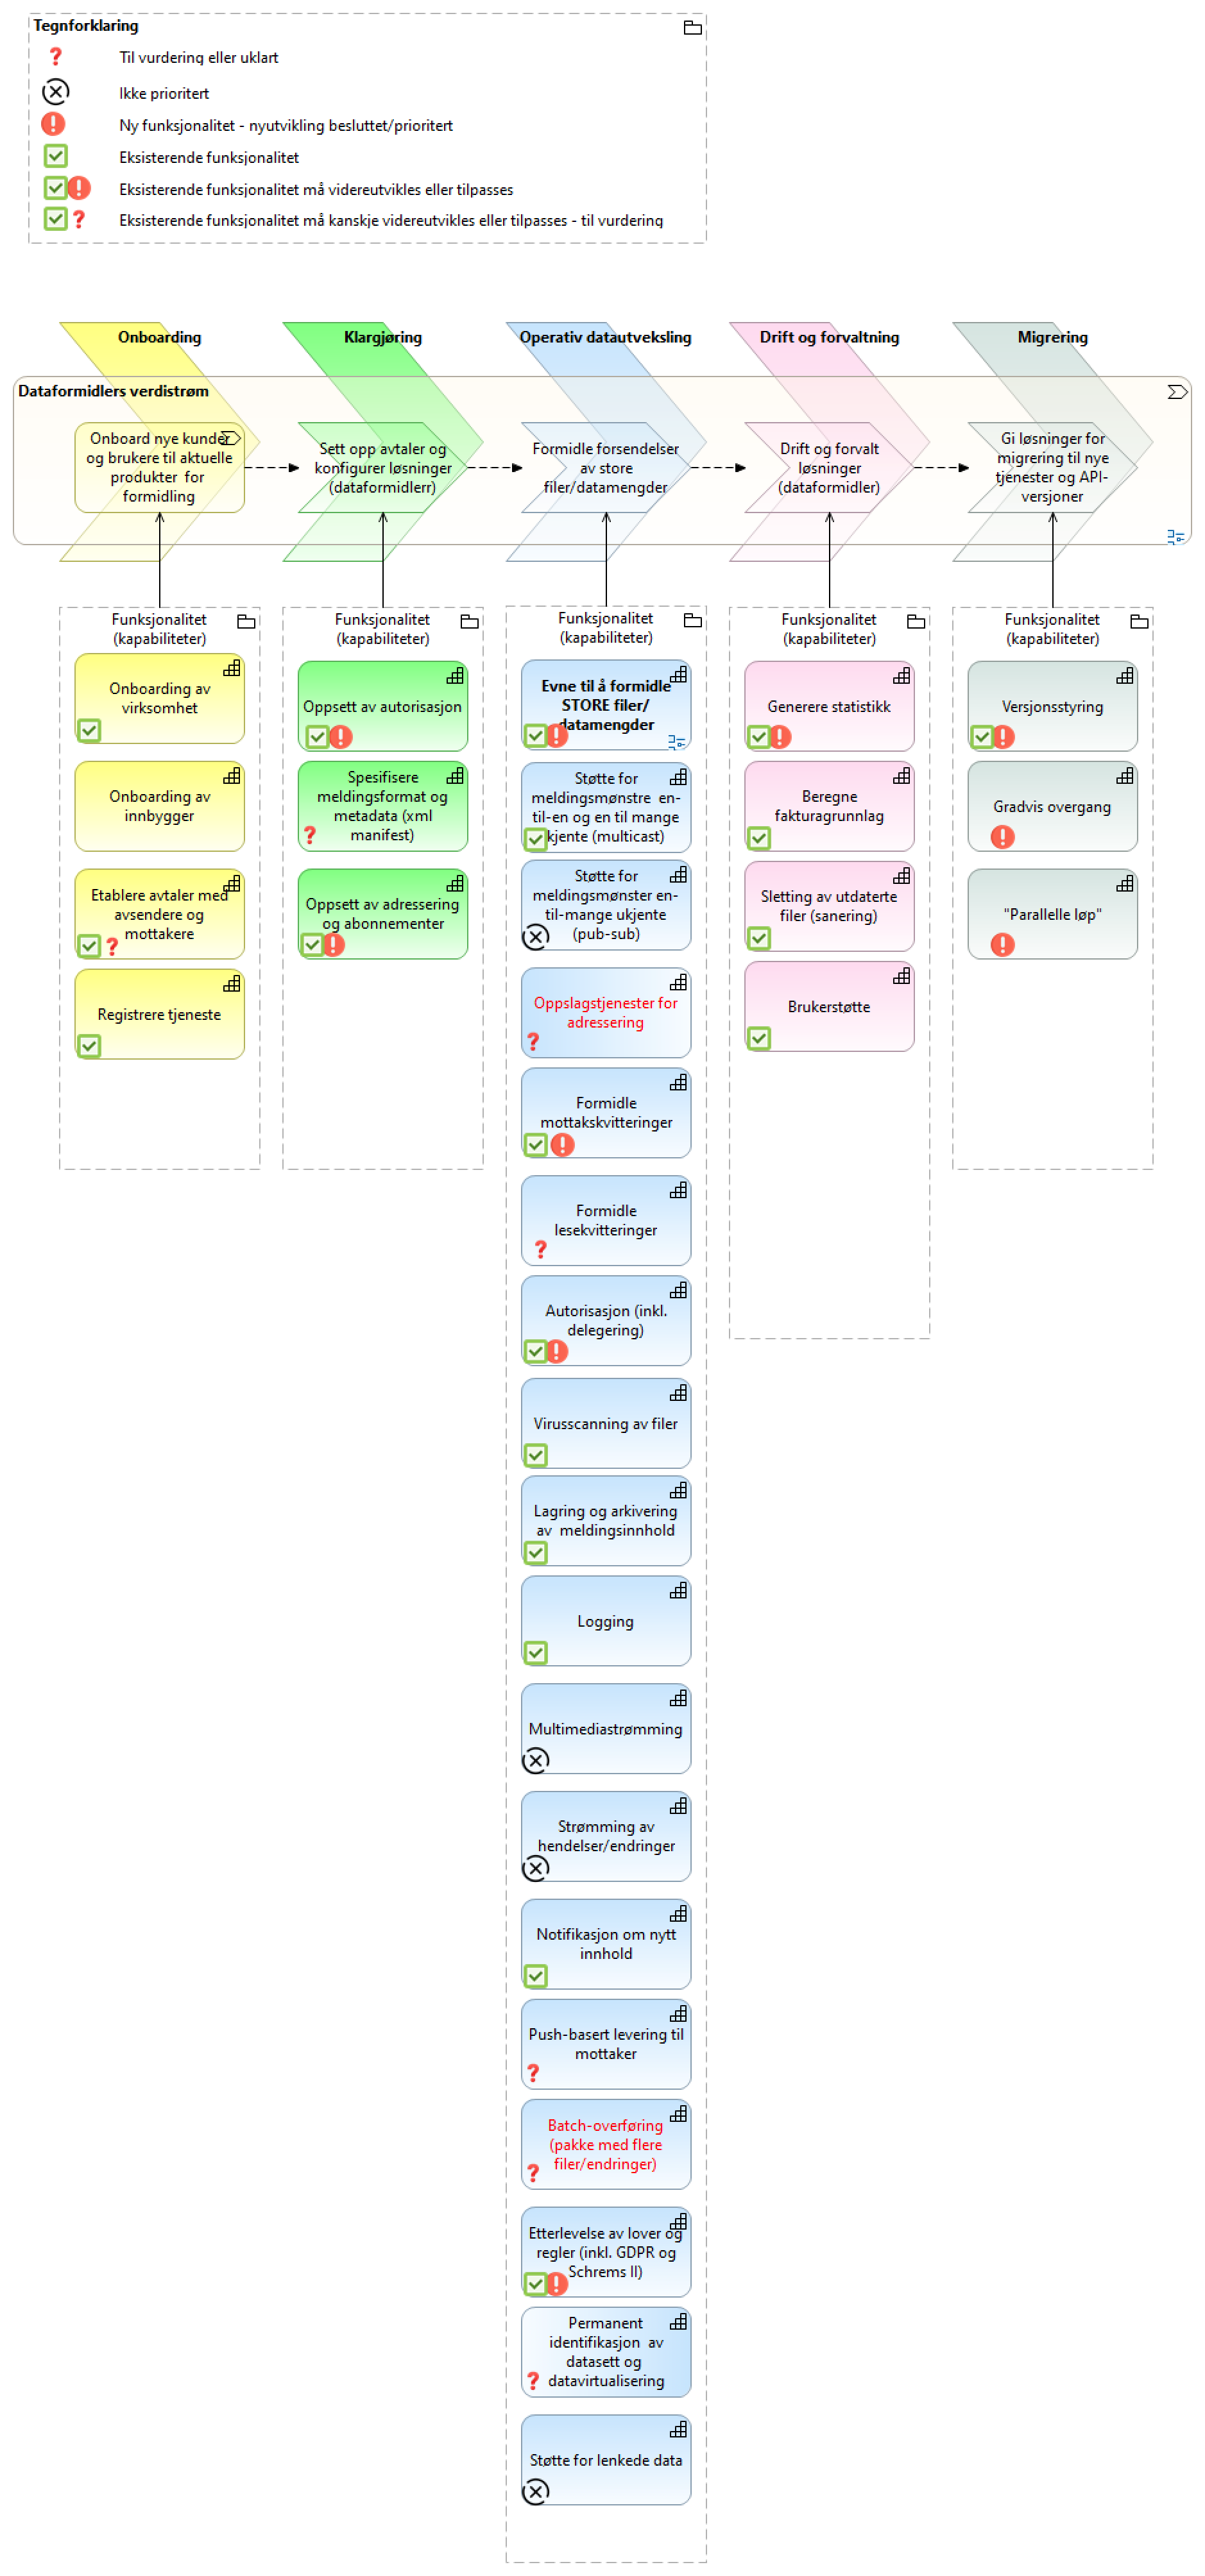 Tegnforklaring
Til vurdering eller uklart
Ikke prioritert
Ny funksjonalitet - nyutvikling besluttet/prioritert
Eksisterende funksjonalitet
Eksisterende funksjonalitet må videreutvikles eller tilpasses
Eksisterende funksjonalitet må kanskje videreutvikles eller tilpasses - til vurdering
Onboarding
Klargjøring
Operativ datautveksling
Drift og forvaltning
Migrering
Dataformidlers verdistrøm
Onboard nye kunder
og brukere til aktuelle
produkter for
formidling
Sett opp avtaler og
konfigurer løsninger
(dataformidlerr)
Formidle forsendelser
av store
filer/datamengder
Drift og forvalt
løsninger
(dataformidler)
Gi løsninger for
migrering til nye
tjenester og API-
versjoner
Funksjonalitet
(kapabiliteter)
Onboarding av
virksomhet
Onboarding av
innbygger
Etablere avtaler med
avsendere og
mottakere
Registrere tjeneste
Funksjonalitet
(kapabiliteter)
Oppsett av autorisasjon
Spesifisere
meldingsformat og
metadata (xml
manifest)
Oppsett av adressering
og abonnementer
Funksjonalitet
(kapabiliteter)
Evne til å formidle
STORE filer/
datamengder
Støtte for
meldingsmønstre en-
til-en og en til mange
kjente (multicast)
Støtte for
meldingsmønster en-
til-mange ukjente
(pub-sub)
Oppslagstjenester for
adressering
Formidle
mottakskvitteringer
Formidle
lesekvitteringer
Autorisasjon (inkl.
delegering)
Virusscanning av filer
Lagring og arkivering
av meldingsinnhold
Logging
Multimediastrømming
Strømming av
hendelser/endringer
Notifikasjon om nytt
innhold
Push-basert levering til
mottaker
Batch-overføring
(pakke med flere
filer/endringer)
Etterlevelse av lover og
regler (inkl. GDPR og
Schrems II)
Permanent
identifikasjon av
datasett og
datavirtualisering
Støtte for lenkede data
Funksjonalitet
(kapabiliteter)
Generere statistikk
Beregne
fakturagrunnlag
Sletting av utdaterte
filer (sanering)
Brukerstøtte
Funksjonalitet
(kapabiliteter)
Versjonsstyring
Gradvis overgang
"Parallelle løp"